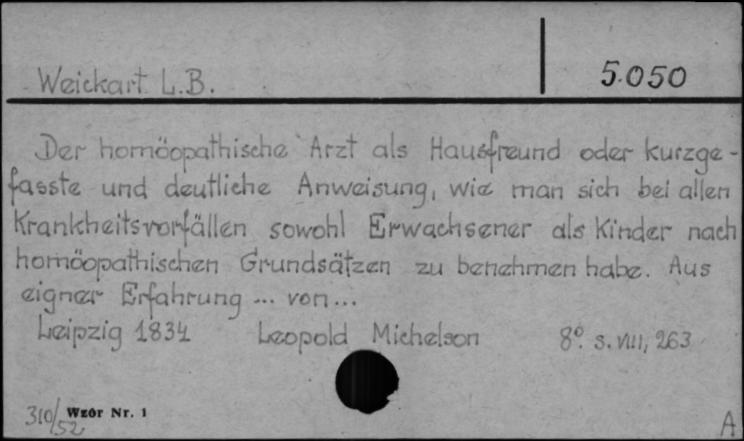 Weickart L.B. 5.050
Der homöopathische Arzt als Hausfreund oder kurzge-
fasste und deutliche Anweisung, wie man sich bei allen
Krankheitsvorfällen sowohl Erwachsener als Kinder nach
homöopathischen Grundsätzen zu benehmen habe. Aus
eigner Erfahrung ... von...
Leipzig 1834 Leopold Michelson 8º. s. VIII, 263
310/52 Wzór Nr. 1 A